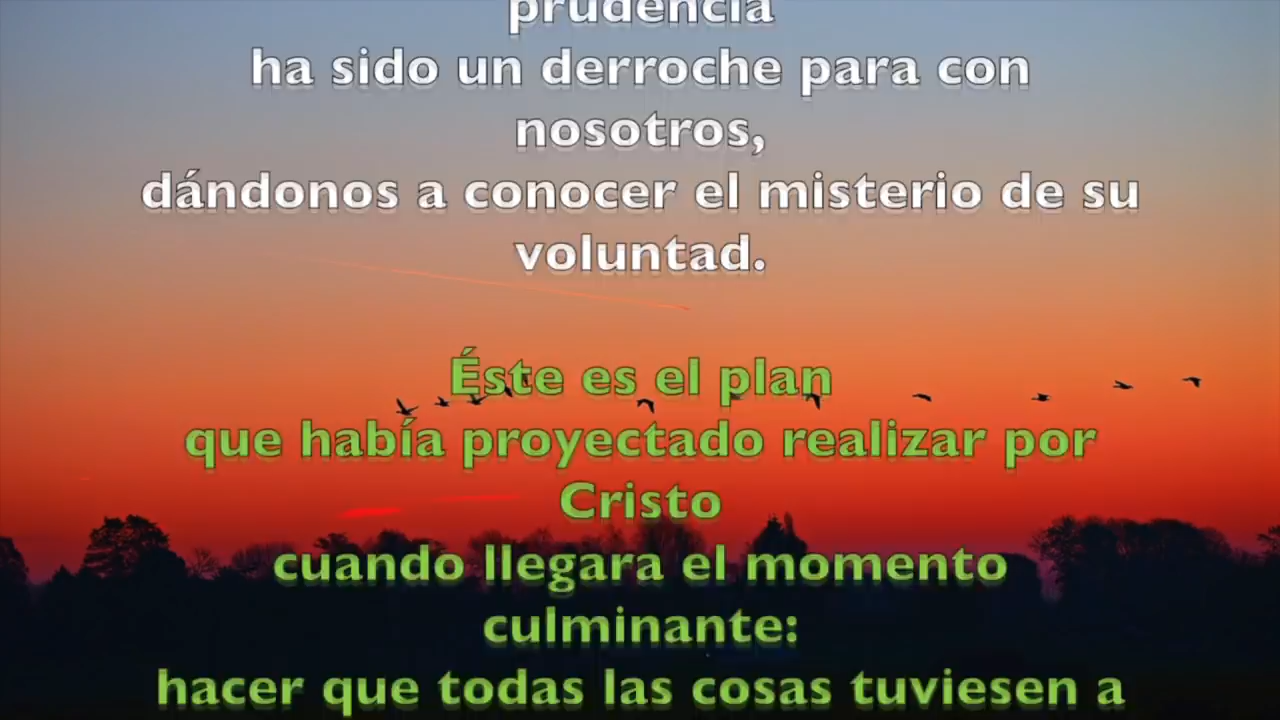 prudencia
ha sido un derroche para con
nosotros,
dándonos a conocer el misterio de su
voluntad.
Éste es el plan
que había proyectado realizar por
Cristo
cuando llegara el momento
culminante:
hacer que todas las cosas tuviesen a